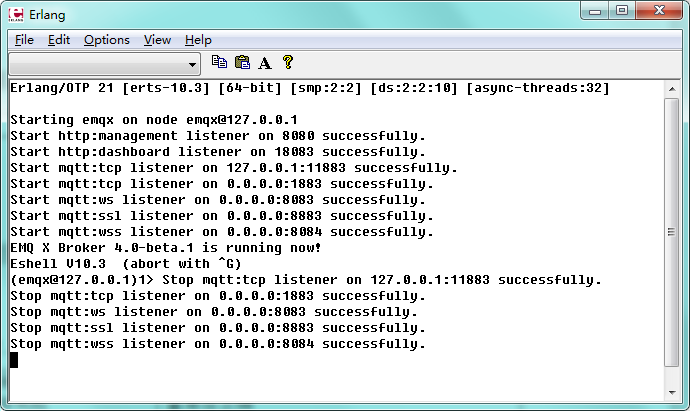 Erlang
File Edit Options View Help
Erlang/OTP 21 [erts-10.3] [64-bit] [smp:2:2] [ds:2:2:10] [async-threads:32]
Starting emqx on node emqx@127.0.0.1
Start http:management listener on 8080 successfully.
Start http:dashboard listener on 18083 successfully.
Start mqtt:tcp listener on 127.0.0.1:11883 successfully.
Start mqtt:tcp listener on 0.0.0.0:1883 successfully.
Start mqtt:ws listener on 0.0.0.0:8083 successfully.
Start mqtt:ssl listener on 0.0.0.0:8883 successfully.
Start mqtt:wss listener on 0.0.0.0:8084 successfully.
EMQ X Broker 4.0-beta.1 is running now!
Eshell V10.3  (abort with ^G)
(emqx@127.0.0.1)1> Stop mqtt:tcp listener on 127.0.0.1:11883 successfully.
Stop mqtt:tcp listener on 0.0.0.0:1883 successfully.
Stop mqtt:ws listener on 0.0.0.0:8083 successfully.
Stop mqtt:ssl listener on 0.0.0.0:8883 successfully.
Stop mqtt:wss listener on 0.0.0.0:8084 successfully.